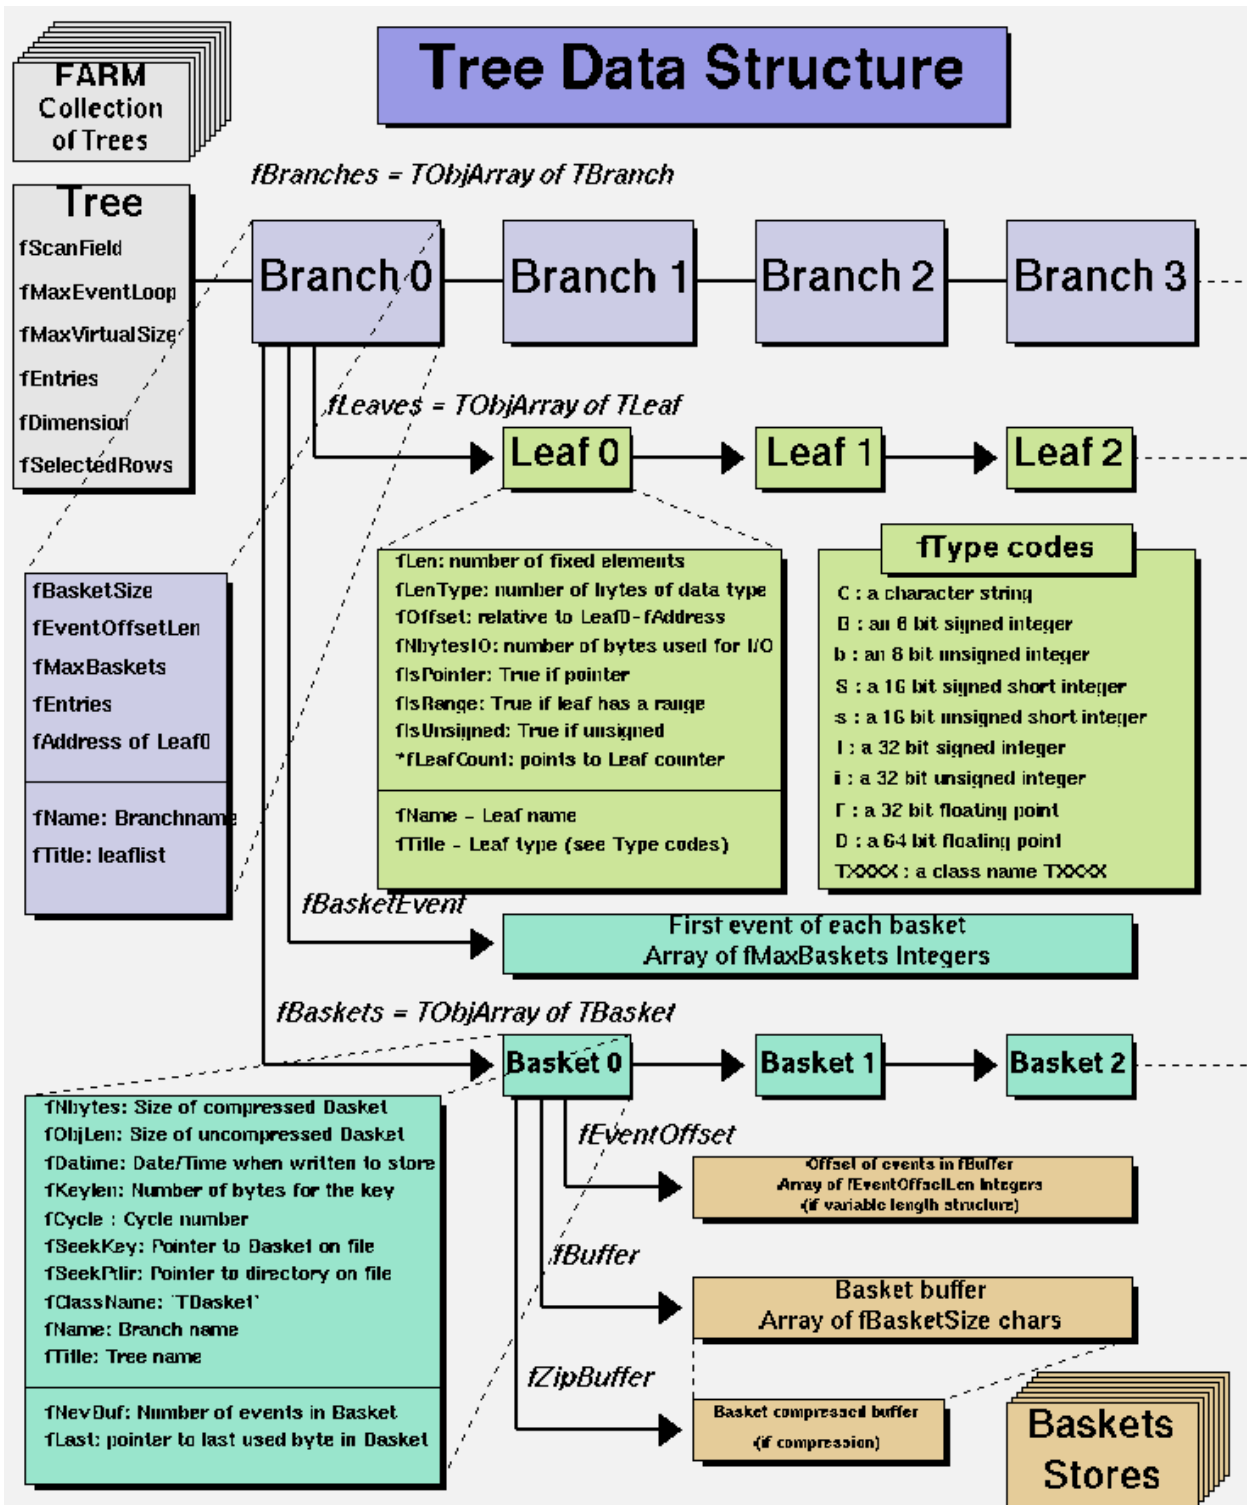 FARM
Collection
of Trees
Tree Data Structure
fBranches = TObjArray of TBranch
Tree
fScanField
fMaxEventLoop
fMaxVirtualSize
fEntries
fDimension
fSelectedRows
Branch 0
Branch 1
Branch 2
Branch 3
fLeaves = TObjArray of TLeaf
Leaf 0
Leaf 1
Leaf 2
fBasketSize
fEventOffsetLen
fMaxBaskets
fEntries
fAddress of Leaf0
fName: Branchname
fTitle: leaflist
fLen: number of fixed elements
fLenType: number of bytes of data type
fOffset: relative to Leaf0-fAddress
fNbytesIO: number of bytes used for I/O
fIsPointer: True if pointer
fIsRange: True if leaf has a range
fIsUnsigned: True if unsigned
*fLeafCount: points to Leaf counter
fName - Leaf name
fTitle - Leaf type (see Type codes)
fType codes
C : a character string
B : an 8 bit signed integer
b : an 8 bit unsigned integer
S : a 16 bit signed short integer
s : a 16 bit unsigned short integer
I : a 32 bit signed integer
i : a 32 bit unsigned integer
F : a 32 bit floating point
D : a 64 bit floating point
TXXXX : a class name TXXXX
fBasketEvent
First event of each basket
Array of fMaxBaskets Integers
fBaskets = TObjArray of TBasket
Basket 0
Basket 1
Basket 2
fNbytes: Size of compressed Basket
fObjLen: Size of uncompressed Basket
fDatime: Date/Time when written to store
fKeylen: Number of bytes for the key
fCycle : Cycle number
fSeekKey: Pointer to Basket on file
fSeekPdir: Pointer to directory on file
fClassName: 'TBasket'
fName: Branch name
fTitle: Tree name
fNevBuf: Number of events in Basket
fLast: pointer to last used byte in Basket
fEventOffset
Offset of events in fBuffer
Array of fEventOffsetLen Integers
(if variable length structure)
fBuffer
Basket buffer
Array of fBasketSize chars
fZipBuffer
Basket compressed buffer
(if compression)
Baskets
Stores